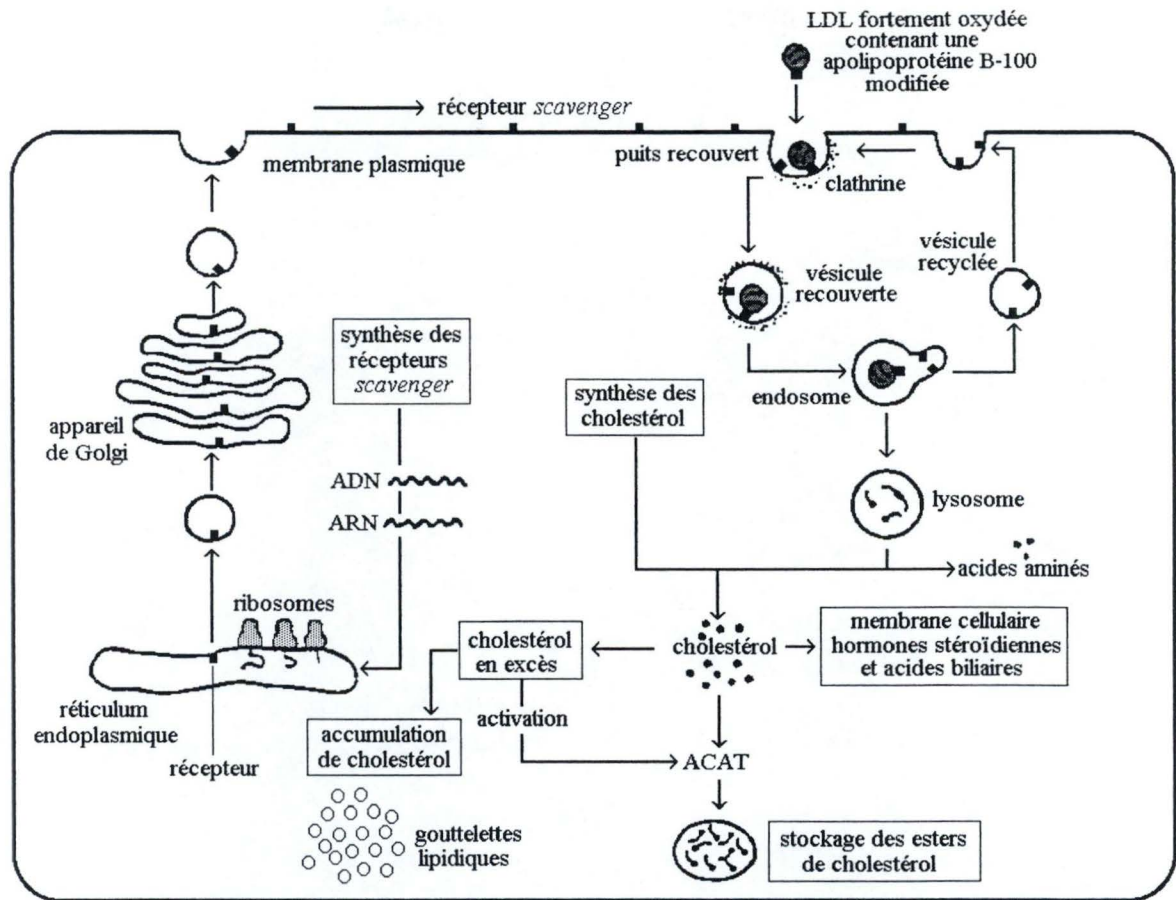 LDL fortement oxydée
contenant une
apolipoprotéine B-100
modifiée
récepteur scavenger
membrane plasmique
puits recouvert
clathrine
vésicule
recyclée
vésicule
recouverte
synthèse des
récepteurs
scavenger
synthèse des
cholestérol
endosome
appareil
de Golgi
ADN
ARN
lysosome
acides aminés
ribosomes
cholestérol
en excès
cholestérol
membrane cellulaire
hormones stéroïdiennes
et acides biliaires
réticulum
endoplasmique
activation
accumulation
de cholestérol
ACAT
récepteur
gouttelettes
lipidiques
stockage des esters
de cholestérol